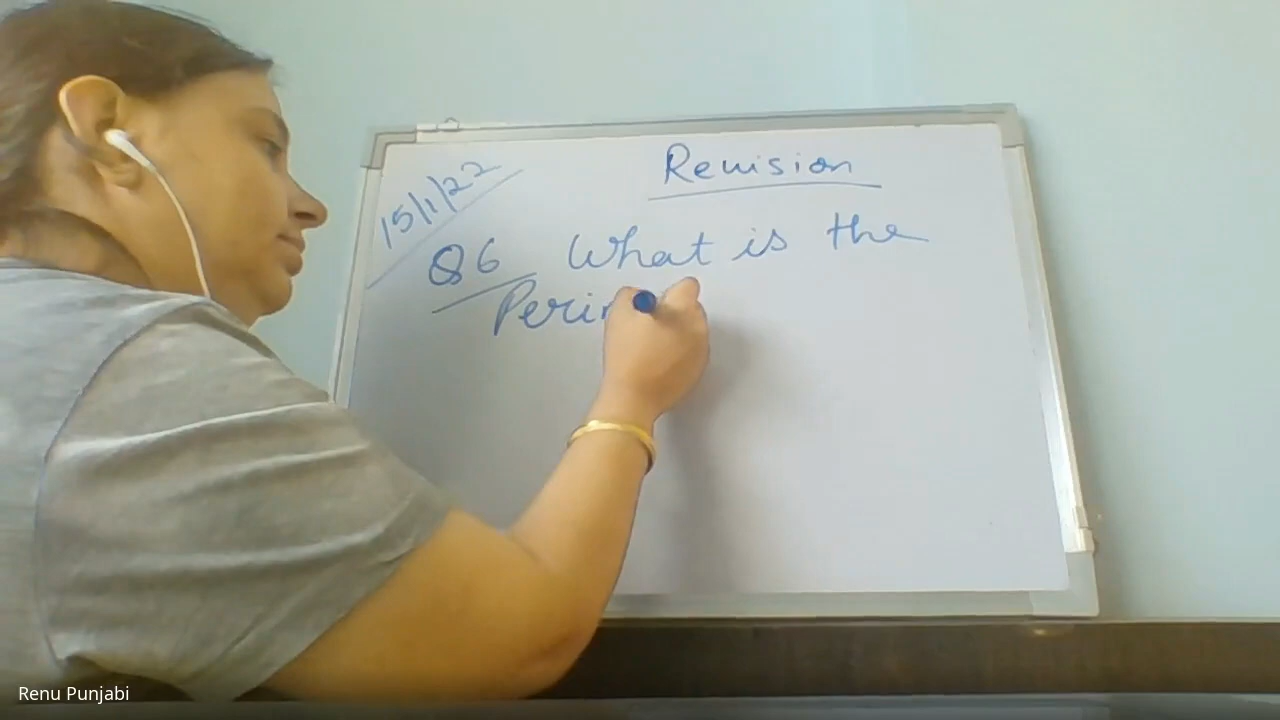 15/1/22
Revision
Q6 What is the
Perim
Renu Punjabi